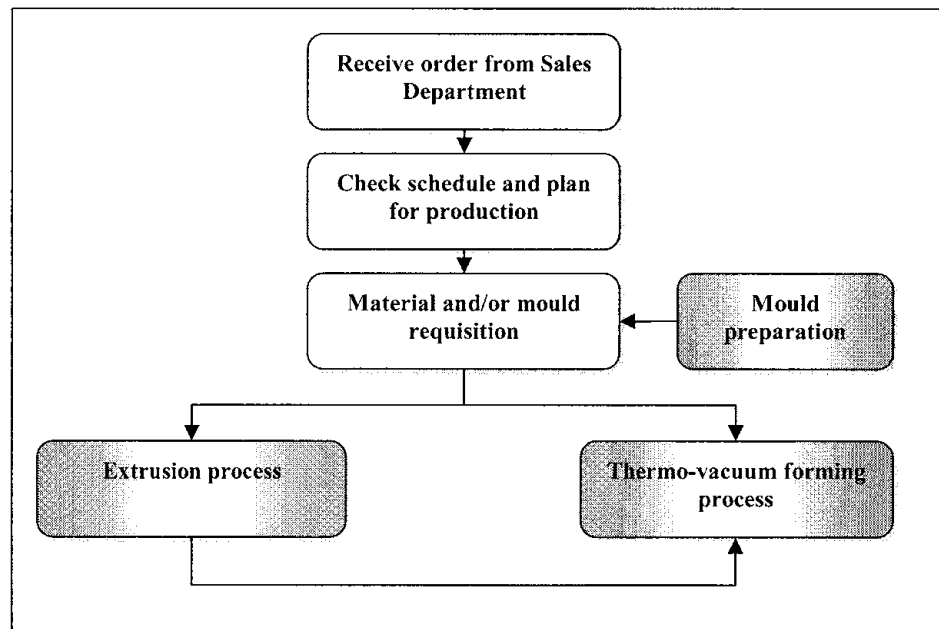 Receive order from Sales
Department
Check schedule and plan
for production
Material and/or mould
requisition
Mould
preparation
Extrusion process
Thermo-vacuum forming
process